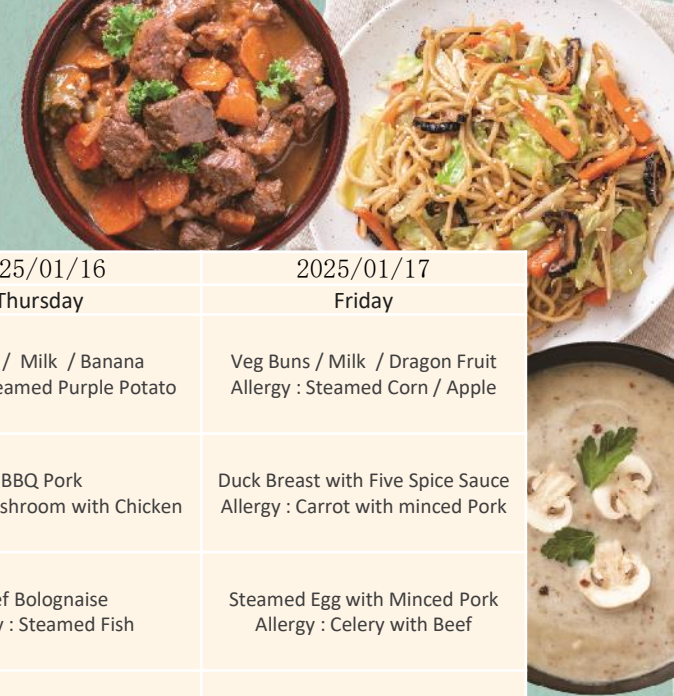 25/01/16
Thursday
/ Milk / Banana
Steamed Purple Potato
BBQ Pork
shroom with Chicken
Bolognaise
: Steamed Fish
2025/01/17
Friday
Veg Buns / Milk / Dragon Fruit
Allergy : Steamed Corn / Apple
Duck Breast with Five Spice Sauce
Allergy : Carrot with minced Pork
Steamed Egg with Minced Pork
Allergy : Celery with Beef